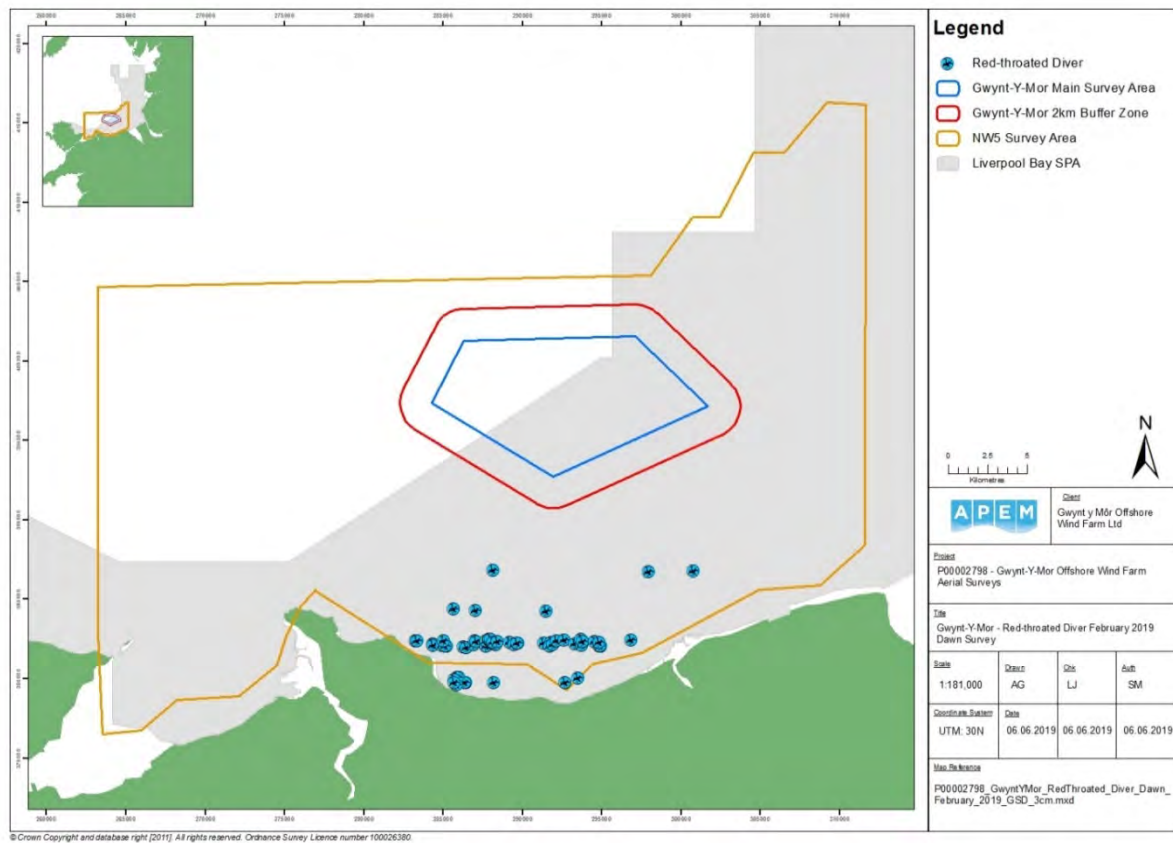 Legend
Red-throated Diver
Gwynt-Y-Mor Main Survey Area
Gwynt-Y-Mor 2km Buffer Zone
NW5 Survey Area
Liverpool Bay SPA
N
0 2.5 5
Kilometres
APEM
Client
Gwynt y Môr Offshore
Wind Farm Ltd
Project
P00002798 - Gwynt-Y-Mor Offshore Wind Farm
Aerial Surveys
Title
Gwynt-Y-Mor - Red-throated Diver February 2019
Dawn Survey
Scale
1:181,000
Drawn
AG
Chk
LJ
Auth
SM
Coordinate System
UTM: 30N
Date
06.06.2019
06.06.2019
06.06.2019
Map Reference
P00002798_GwyntYMor_RedThroated_Diver_Dawn_
February_2019_GSD_3cm.mxd
© Crown Copyright and database right [2011]. All rights reserved. Ordnance Survey Licence number 100026380.